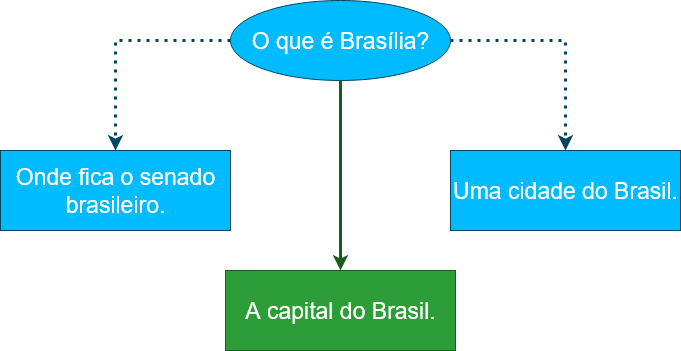 O que é Brasília?
Onde fica o senado
brasileiro.
Uma cidade do Brasil.
A capital do Brasil.